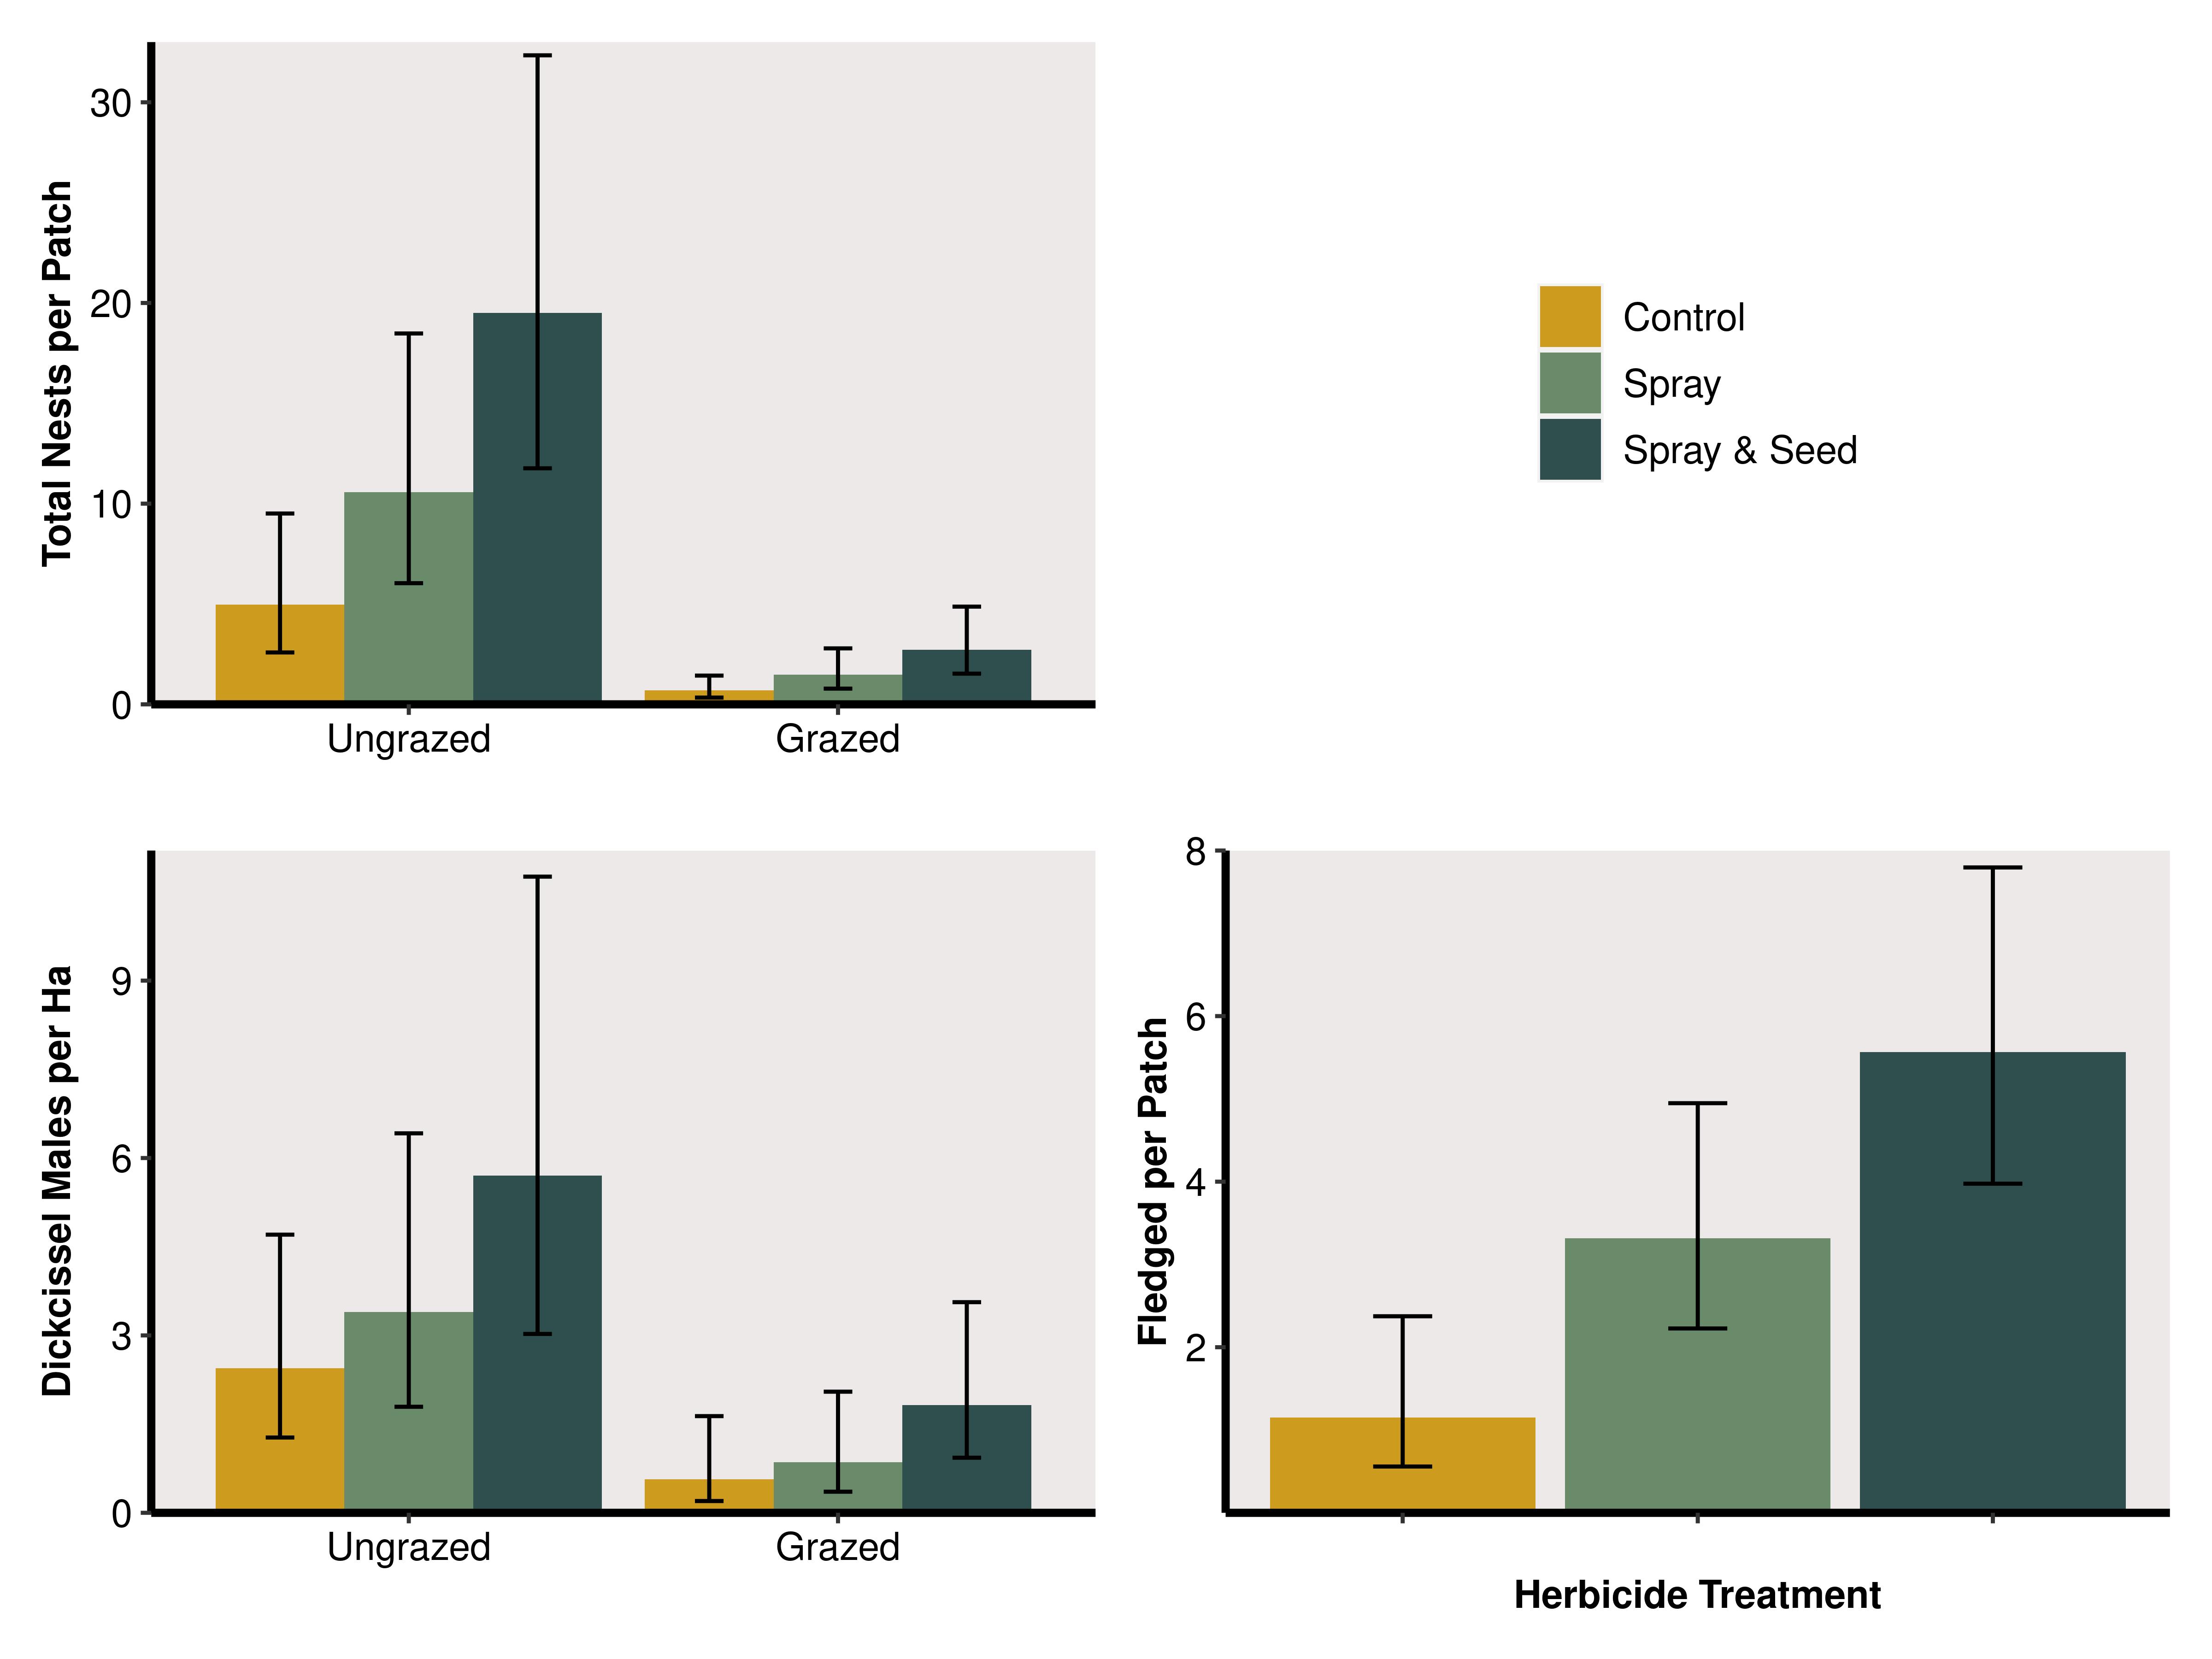 Total Nests per Patch
30
20
10
0
Ungrazed
Grazed
Control
Spray
Spray & Seed
Dickcissel Males per Ha
9
6
3
0
Ungrazed
Grazed
Fledged per Patch
8
6
4
2
Herbicide Treatment